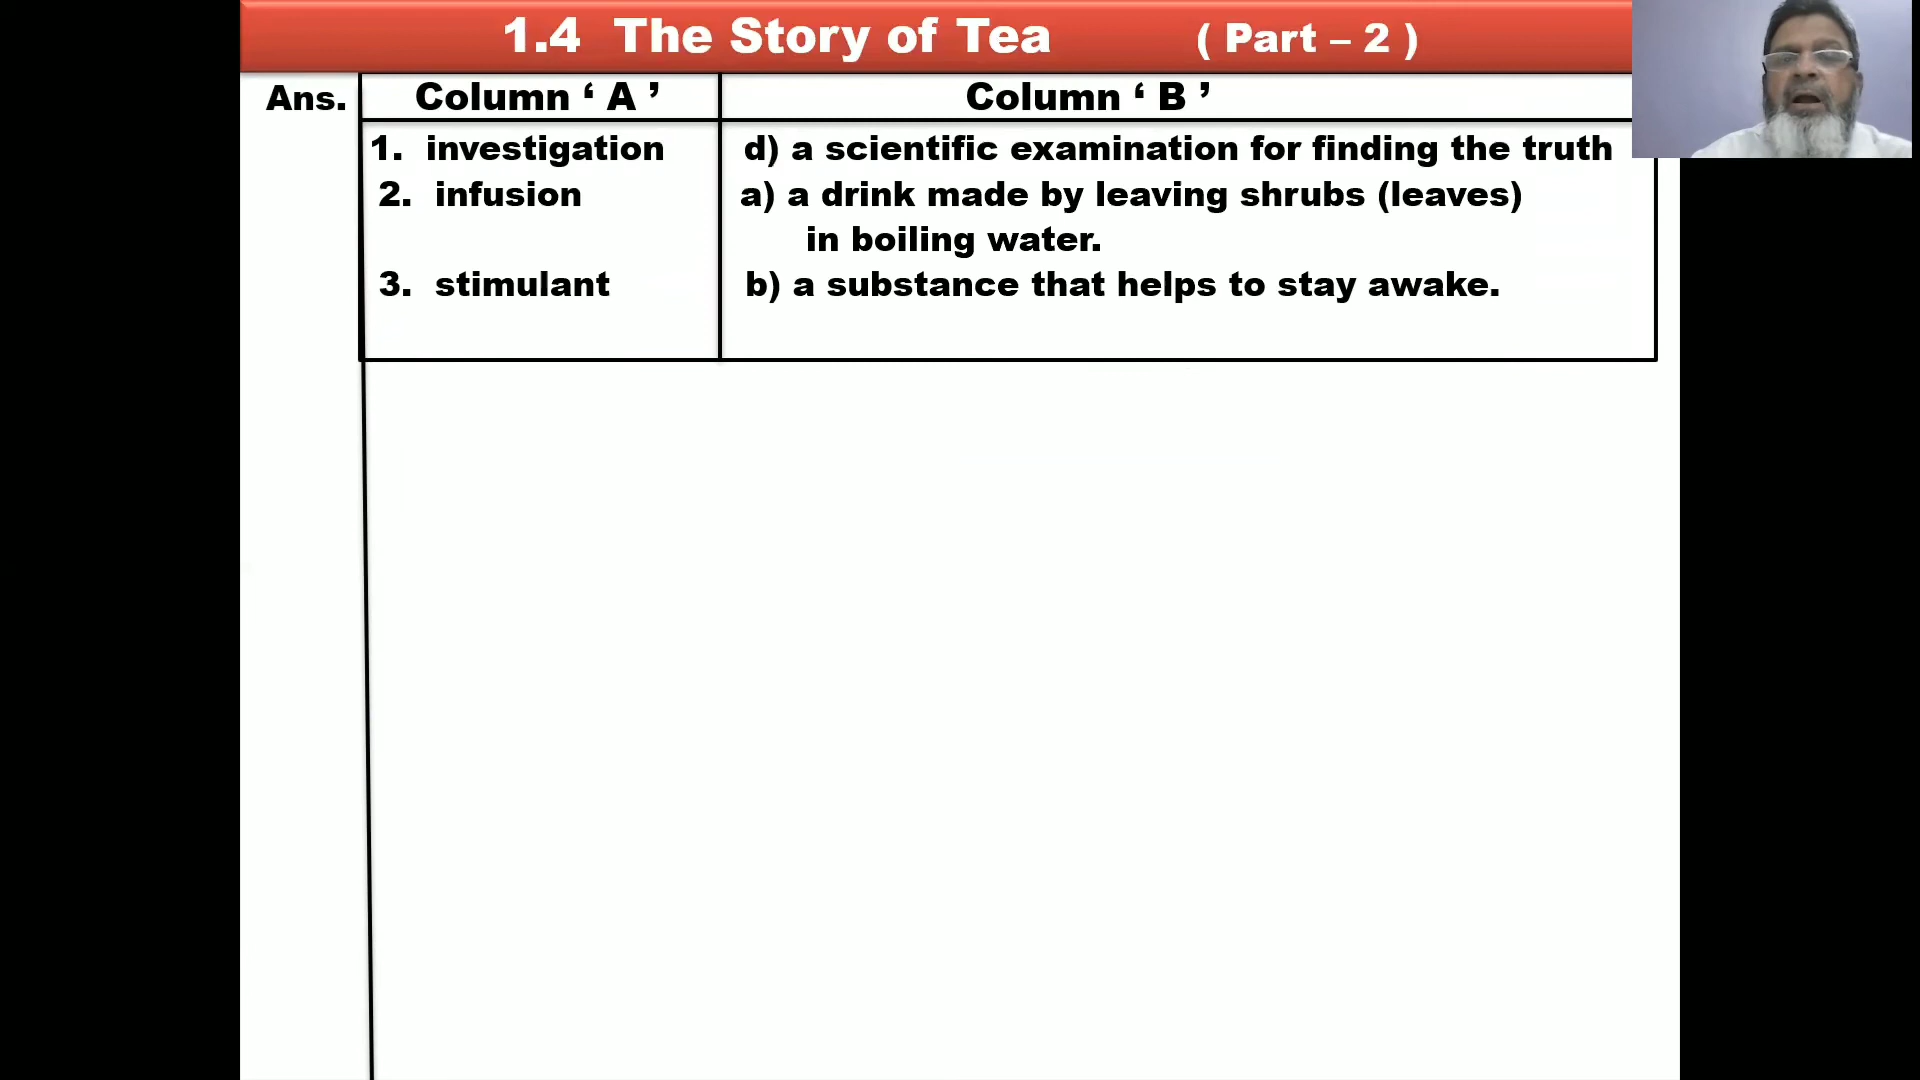 1.4 The Story of Tea ( Part – 2 )
Ans. Column ‘ A ’ Column ‘ B ’
1. investigation d) a scientific examination for finding the truth
2. infusion a) a drink made by leaving shrubs (leaves)
in boiling water.
3. stimulant b) a substance that helps to stay awake.